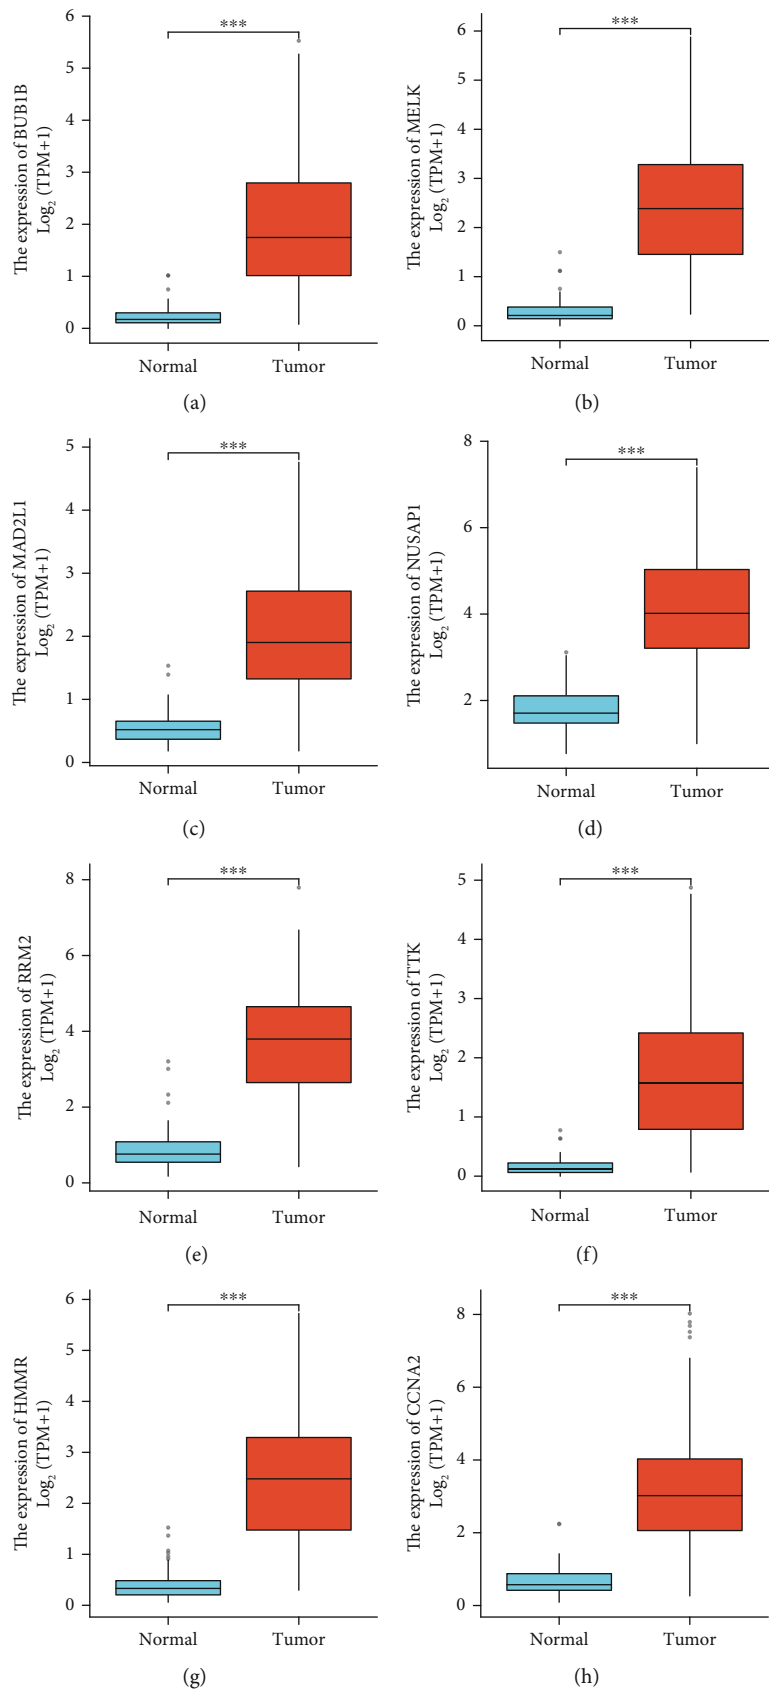 The expression of BUB1B
Log₂ (TPM+1)
6
5
4
3
2
1
0
***
Normal
Tumor
(a)
The expression of MELK
Log₂ (TPM+1)
6
5
4
3
2
1
0
***
Normal
Tumor
(b)
The expression of MAD2L1
Log₂ (TPM+1)
5
4
3
2
1
0
***
Normal
Tumor
(c)
The expression of NUSAP1
Log₂ (TPM+1)
8
6
4
2
***
Normal
Tumor
(d)
The expression of RRM2
Log₂ (TPM+1)
8
6
4
2
0
***
Normal
Tumor
(e)
The expression of TTK
Log₂ (TPM+1)
5
4
3
2
1
0
***
Normal
Tumor
(f)
The expression of HMMR
Log₂ (TPM+1)
6
5
4
3
2
1
0
***
Normal
Tumor
(g)
The expression of CCNA2
Log₂ (TPM+1)
8
6
4
2
0
***
Normal
Tumor
(h)